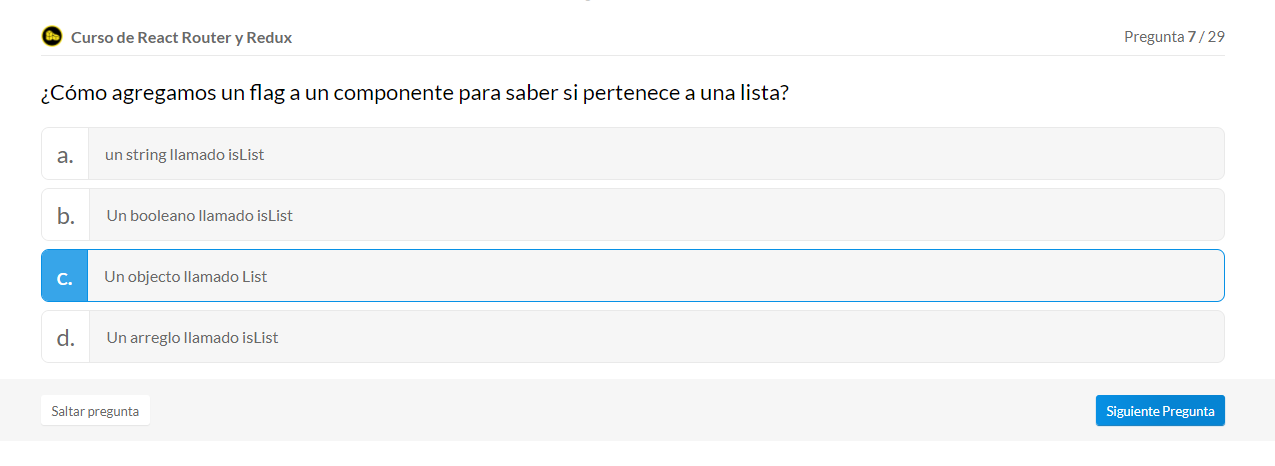 Curso de React Router y Redux
Pregunta 7 / 29
¿Cómo agregamos un flag a un componente para saber si pertenece a una lista?
a. un string llamado isList
b. Un booleano llamado isList
c. Un objecto llamado List
d. Un arreglo llamado isList
Saltar pregunta
Siguiente Pregunta